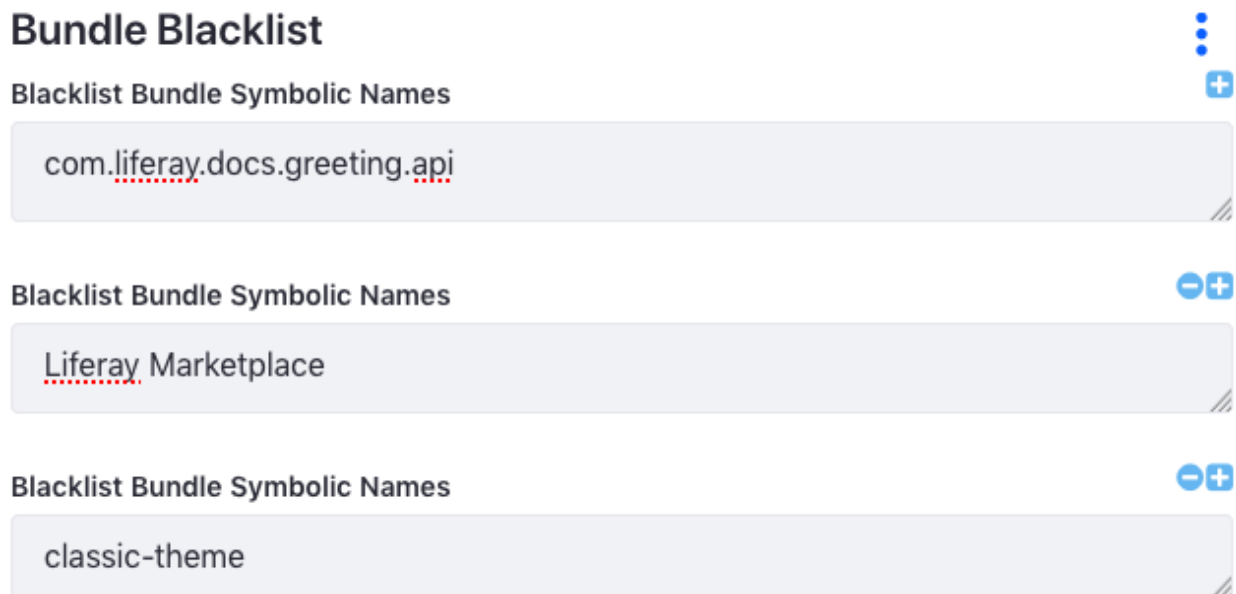 Bundle Blacklist
Blacklist Bundle Symbolic Names
com.liferay.docs.greeting.api
Blacklist Bundle Symbolic Names
Liferay Marketplace
Blacklist Bundle Symbolic Names
classic-theme